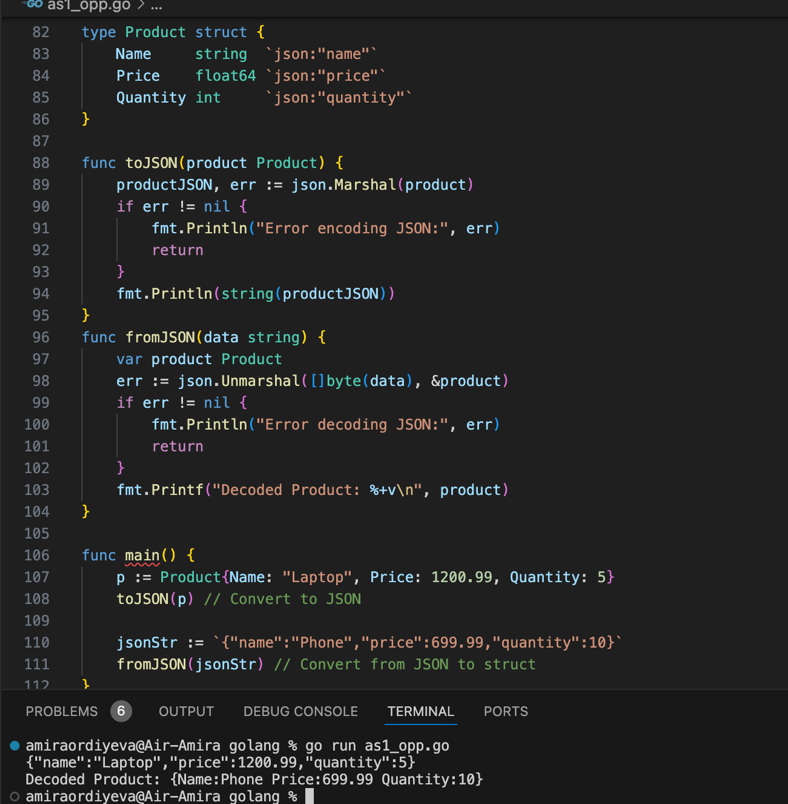 GO as1_opp.go > ...
82 type Product struct {
83 Name     string  `json:"name"`
84 Price    float64 `json:"price"`
85 Quantity int     `json:"quantity"`
86 }
87
88 func toJSON(product Product) {
89 productJSON, err := json.Marshal(product)
90 if err != nil {
91 fmt.Println("Error encoding JSON:", err)
92 return
93 }
94 fmt.Println(string(productJSON))
95 }
96 func fromJSON(data string) {
97 var product Product
98 err := json.Unmarshal([]byte(data), &product)
99 if err != nil {
100 fmt.Println("Error decoding JSON:", err)
101 return
102 }
103 fmt.Printf("Decoded Product: %+v\n", product)
104 }
105
106 func main() {
107 p := Product{Name: "Laptop", Price: 1200.99, Quantity: 5}
108 toJSON(p) // Convert to JSON
109
110 jsonStr := `{"name":"Phone","price":699.99,"quantity":10}`
111 fromJSON(jsonStr) // Convert from JSON to struct
112 }
PROBLEMS 6 OUTPUT DEBUG CONSOLE TERMINAL PORTS
amiraordiyeva@Air-Amira golang % go run as1_opp.go
{"name":"Laptop","price":1200.99,"quantity":5}
Decoded Product: {Name:Phone Price:699.99 Quantity:10}
amiraordiyeva@Air-Amira golang %